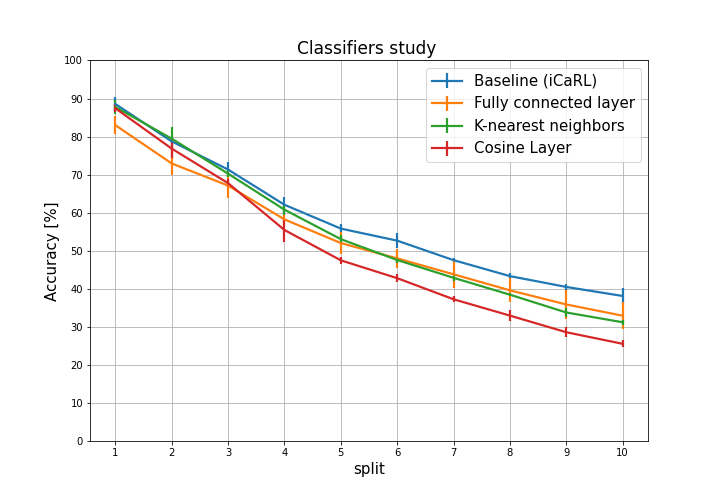 Classifiers study
100
90
80
70
60
50
40
30
20
10
0
Accuracy [%]
Baseline (iCaRL)
Fully connected layer
K-nearest neighbors
Cosine Layer
1 2 3 4 5 6 7 8 9 10
split